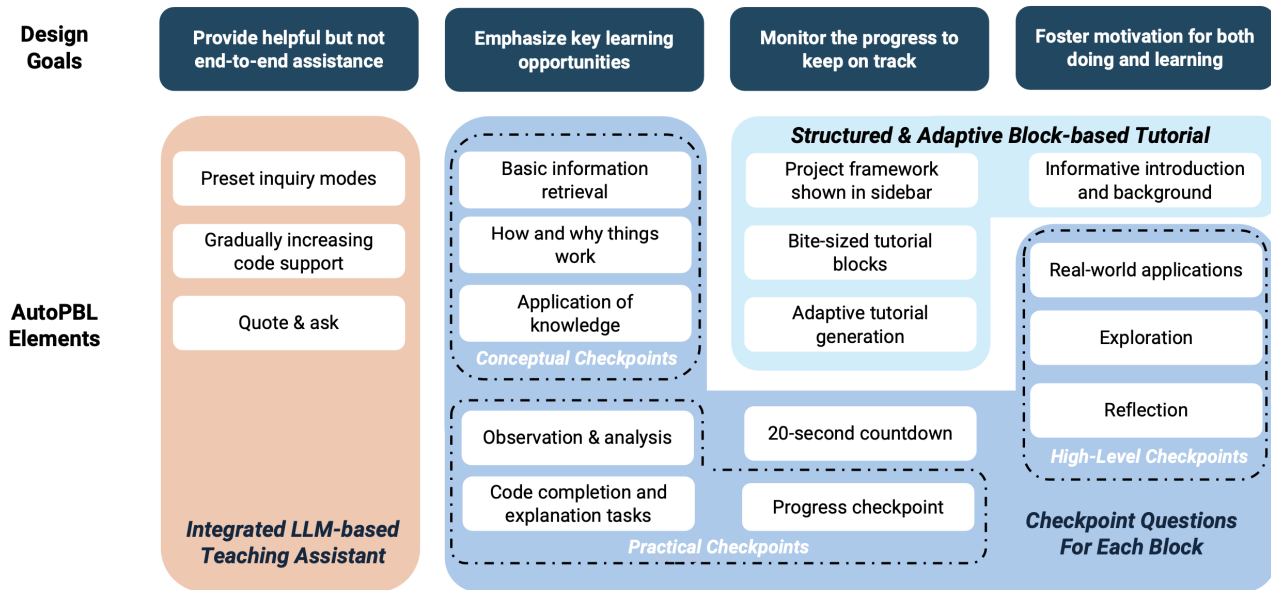 Design
Goals
Provide helpful but not
end-to-end assistance
Emphasize key learning
opportunities
Monitor the progress to
keep on track
Foster motivation for both
doing and learning
AutoPBL
Elements
Preset inquiry modes
Gradually increasing
code support
Quote & ask
Integrated LLM-based
Teaching Assistant
Basic information
retrieval
How and why things
work
Application of
knowledge
Conceptual Checkpoints
Observation & analysis
Code completion and
explanation tasks
Structured & Adaptive Block-based Tutorial
Project framework
shown in sidebar
Bite-sized tutorial
blocks
Adaptive tutorial
generation
20-second countdown
Progress checkpoint
Practical Checkpoints
Informative introduction
and background
Real-world applications
Exploration
Reflection
High-Level Checkpoints
Checkpoint Questions
For Each Block